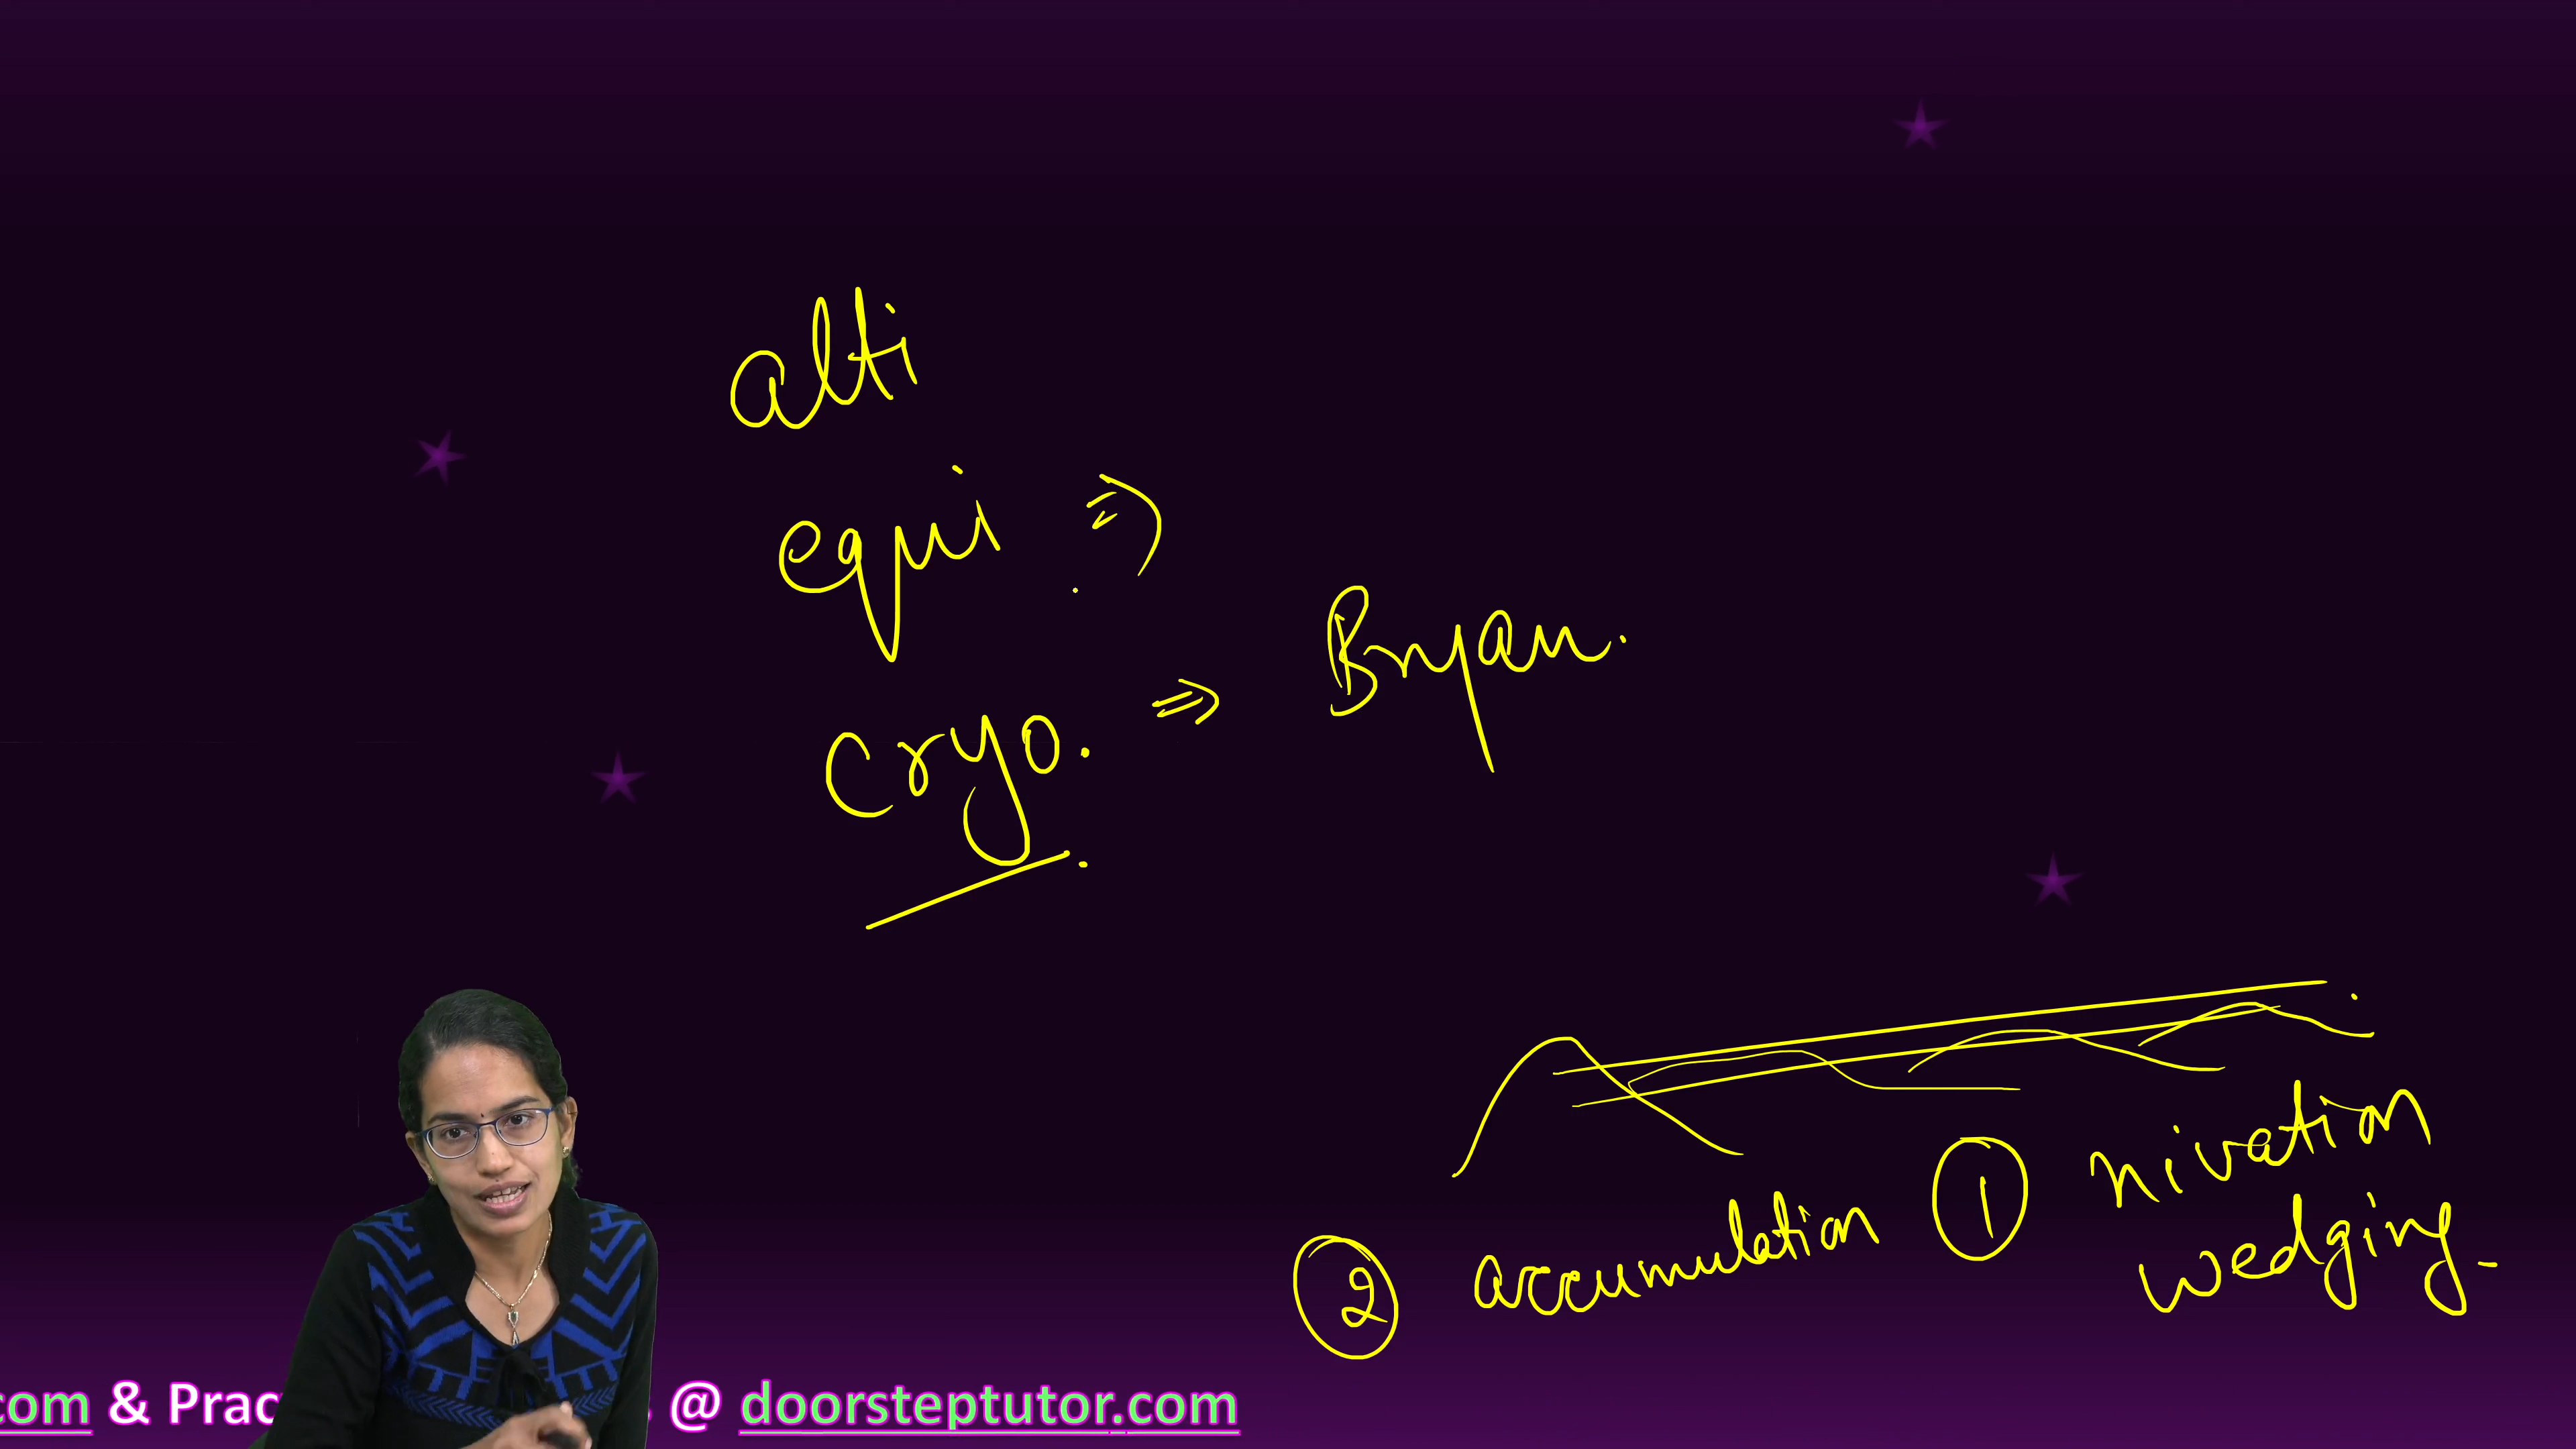 alti
equi ⇒
cryo. ⇒ Bryan.
① nivation
wedging
② accumulation
com & Prac @ doorsteptutor.com